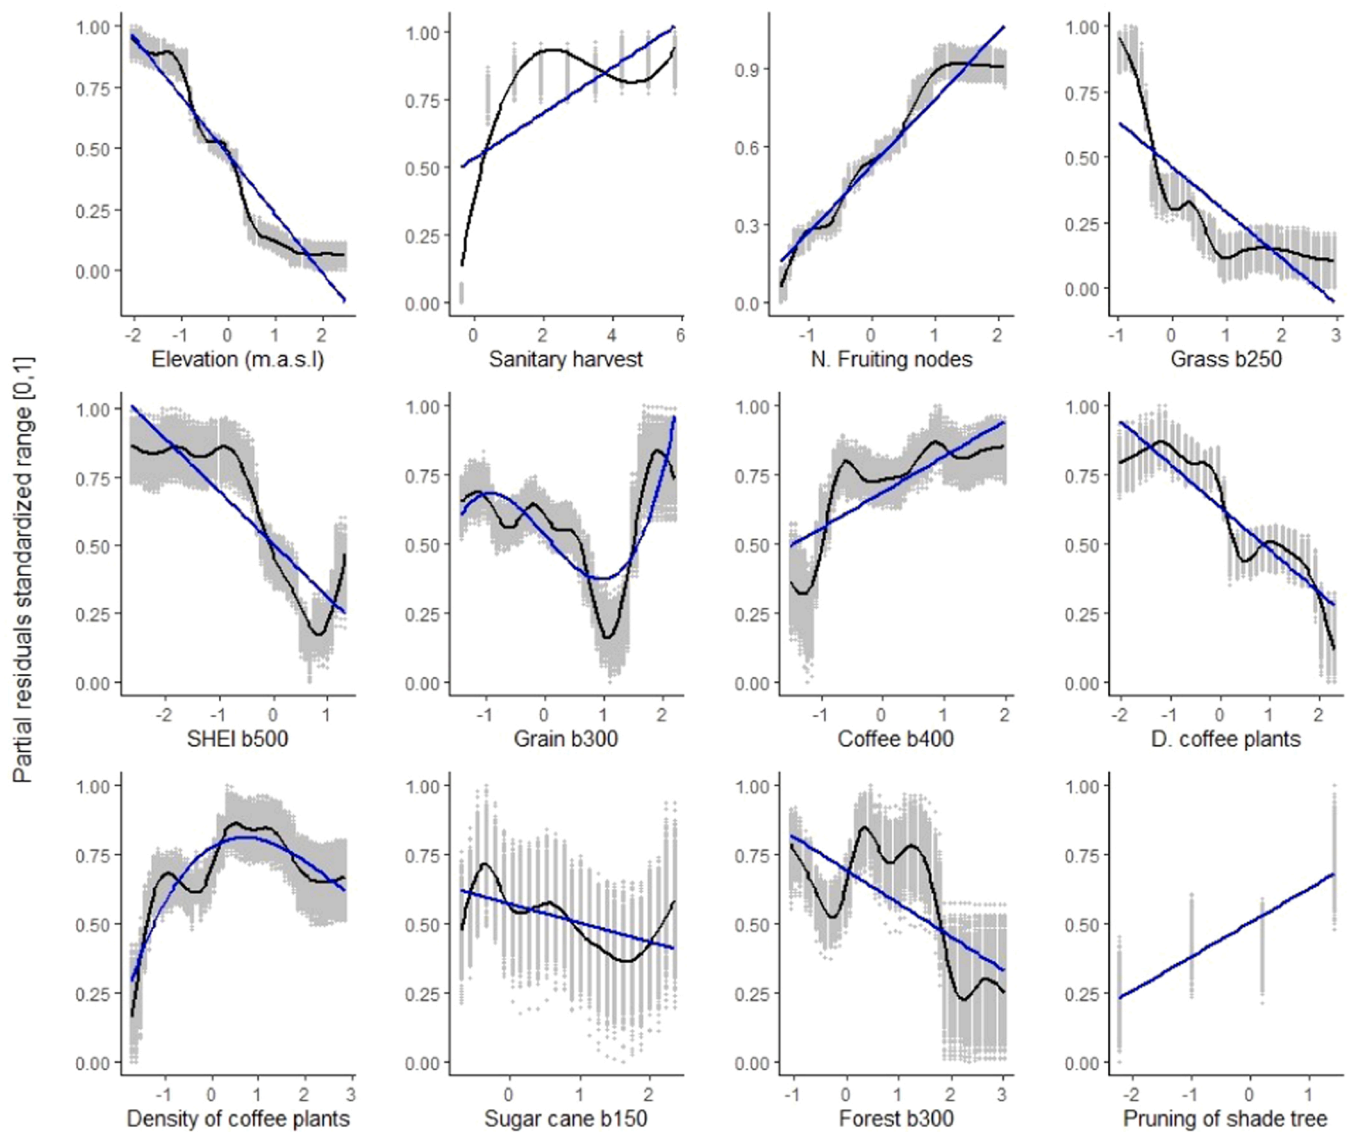 Partial residuals standardized range [0,1]
1.00
0.75
0.50
0.25
0.00
-2 -1 0 1 2
Elevation (m.a.s.l)
1.00
0.75
0.50
0.25
0.00
0 2 4 6
Sanitary harvest
0.9
0.6
0.3
0.0
-1 0 1 2
N. Fruiting nodes
1.00
0.75
0.50
0.25
0.00
-1 0 1 2 3
Grass b250
1.00
0.75
0.50
0.25
0.00
-2 -1 0 1
SHEI b500
1.00
0.75
0.50
0.25
0.00
-1 0 1 2
Grain b300
1.00
0.75
0.50
0.25
0.00
-1 0 1 2
Coffee b400
1.00
0.75
0.50
0.25
0.00
-2 -1 0 1 2
D. coffee plants
1.00
0.75
0.50
0.25
0.00
-1 0 1 2 3
Density of coffee plants
1.00
0.75
0.50
0.25
0.00
0 1 2
Sugar cane b150
1.00
0.75
0.50
0.25
0.00
-1 0 1 2 3
Forest b300
1.00
0.75
0.50
0.25
0.00
-2 -1 0 1
Pruning of shade tree